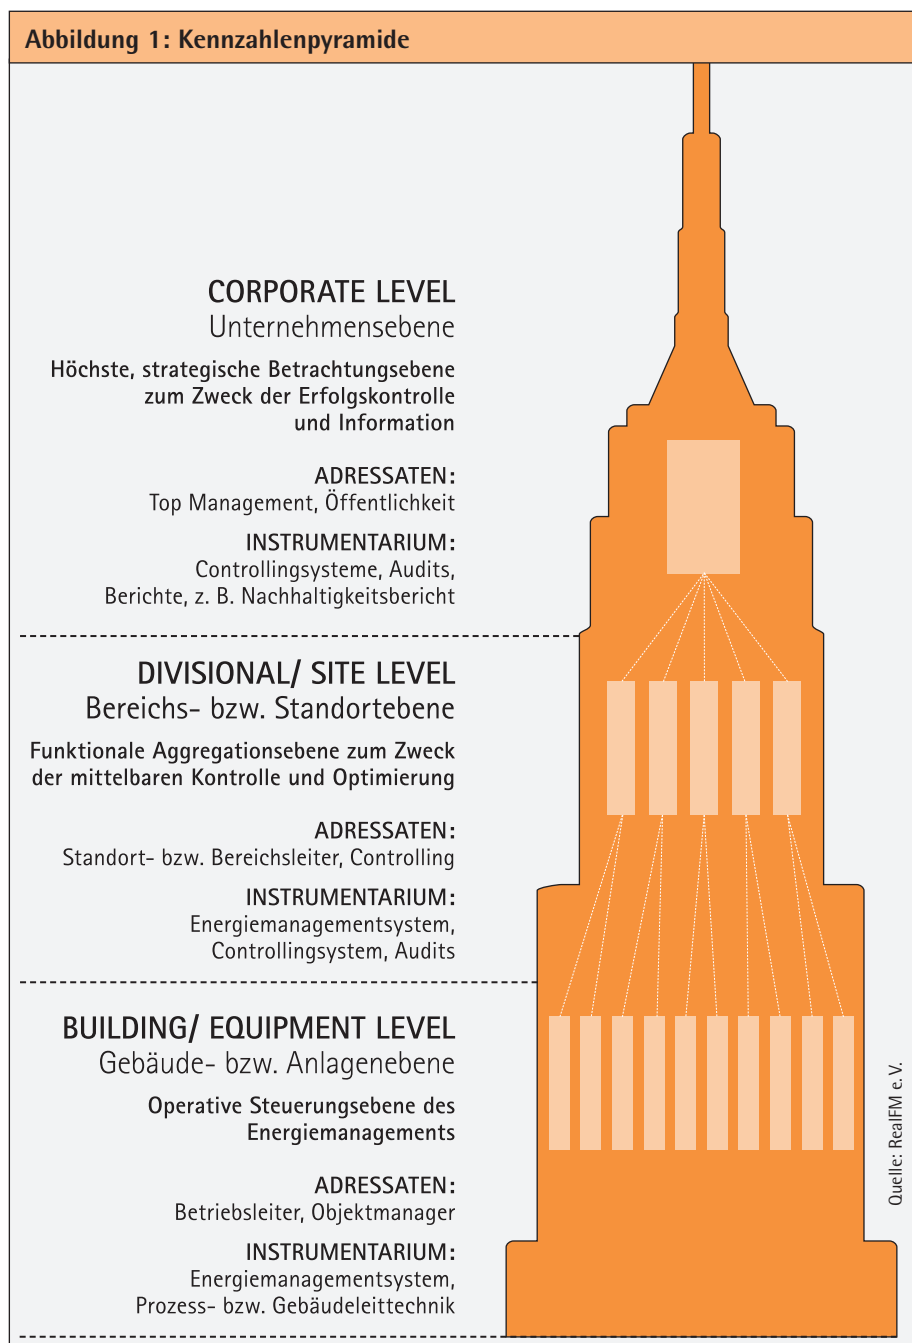 Abbildung 1: Kennzahlenpyramide
CORPORATE LEVEL
Unternehmensebene
Höchste, strategische Betrachtungsebene
zum Zweck der Erfolgskontrolle
und Information
ADRESSATEN:
Top Management, Öffentlichkeit
INSTRUMENTARIUM:
Controllingsysteme, Audits,
Berichte, z. B. Nachhaltigkeitsbericht
DIVISIONAL/ SITE LEVEL
Bereichs- bzw. Standortebene
Funktionale Aggregationsebene zum Zweck
der mittelbaren Kontrolle und Optimierung
ADRESSATEN:
Standort- bzw. Bereichsleiter, Controlling
INSTRUMENTARIUM:
Energiemanagementsystem,
Controllingsystem, Audits
BUILDING/ EQUIPMENT LEVEL
Gebäude- bzw. Anlagenebene
Operative Steuerungsebene des
Energiemanagements
ADRESSATEN:
Betriebsleiter, Objektmanager
INSTRUMENTARIUM:
Energiemanagementsystem,
Prozess- bzw. Gebäudeleittechnik
Quelle: RealFM e. V.